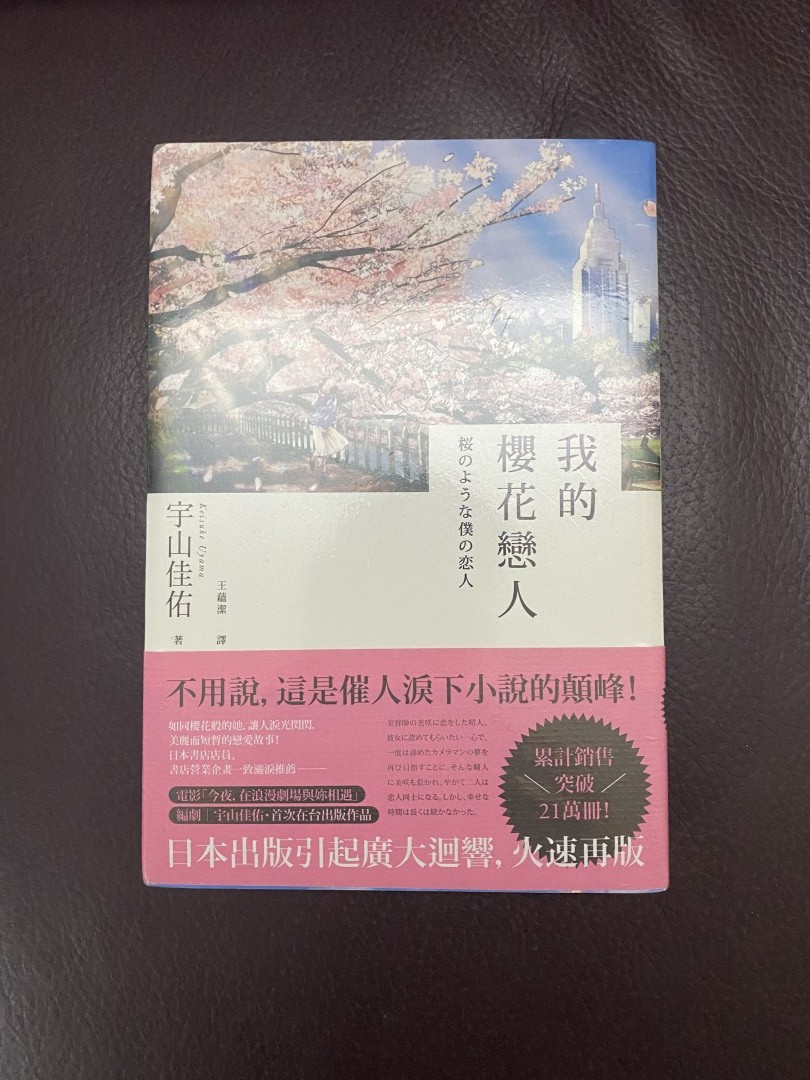 我的
櫻花戀人
桜のような僕の恋人
Keisuke Uyama
宇山佳佑 著
王蘊潔 譯
不用說,這是催人淚下小說的顛峰!
如同櫻花般的她,讓人淚光閃閃。
美麗而短暫的戀愛故事!
日本書店店員、
書店營業企畫一致灑淚推薦——
電影「今夜,在浪漫劇場與妳相遇」
編劇|宇山佳佑·首次在台出版作品
美容師の美咲に恋をした晴人。
彼女に認めてもらいたい一心で、
一度は諦めたカメラマンの夢を
再び目指すことに。そんな晴人
に美咲も惹かれ、やがて二人は
恋人同士になる。しかし、幸せな
時間は長くは続かなかった。
累計銷售
突破
21萬冊!
日本出版引起廣大迴響,火速再版